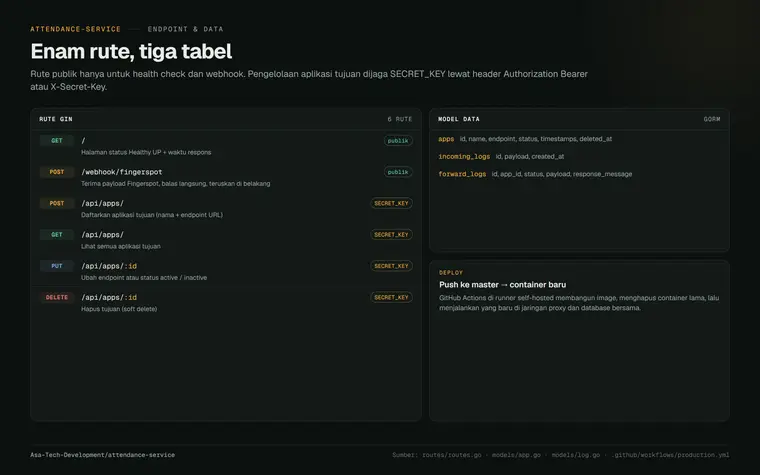 ATTENDANCE-SERVICE — ENDPOINT & DATA
Enam rute, tiga tabel
Rute publik hanya untuk health check dan webhook. Pengelolaan aplikasi tujuan dijaga SECRET_KEY lewat header Authorization Bearer
atau X-Secret-Key.
RUTE GIN 6 RUTE
GET / publik
Halaman status Healthy UP + waktu respons
POST /webhook/fingerspot publik
Terima payload Fingerspot, balas langsung, teruskan di belakang
POST /api/apps/ SECRET_KEY
Daftarkan aplikasi tujuan (nama + endpoint URL)
GET /api/apps/ SECRET_KEY
Lihat semua aplikasi tujuan
PUT /api/apps/:id SECRET_KEY
Ubah endpoint atau status active / inactive
DELETE /api/apps/:id SECRET_KEY
Hapus tujuan (soft delete)
MODEL DATA GORM
apps id, name, endpoint, status, timestamps, deleted_at
incoming_logs id, payload, created_at
forward_logs id, app_id, status, payload, response_message
DEPLOY
Push ke master → container baru
GitHub Actions di runner self-hosted membangun image, menghapus container lama, lalu
menjalankan yang baru di jaringan proxy dan database bersama.
Asa-Tech-Development/attendance-service
Sumber: routes/routes.go · models/app.go · models/log.go · .github/workflows/production.yml